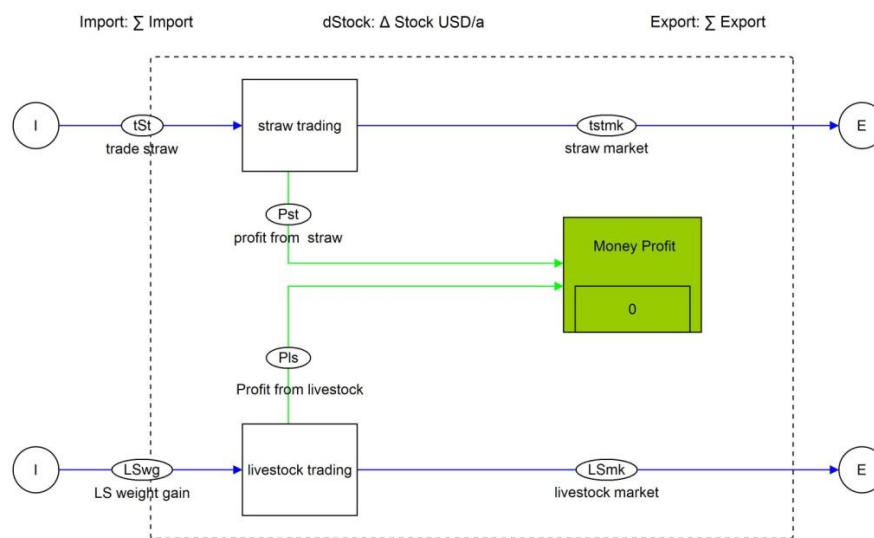 Import: ∑ Import
dStock: Δ Stock USD/a
Export: ∑ Export
I
tSt
trade straw
straw trading
tstmk
straw market
E
Pst
profit from  straw
Money Profit
0
Pls
Profit from livestock
I
LSwg
LS weight gain
livestock trading
LSmk
livestock market
E